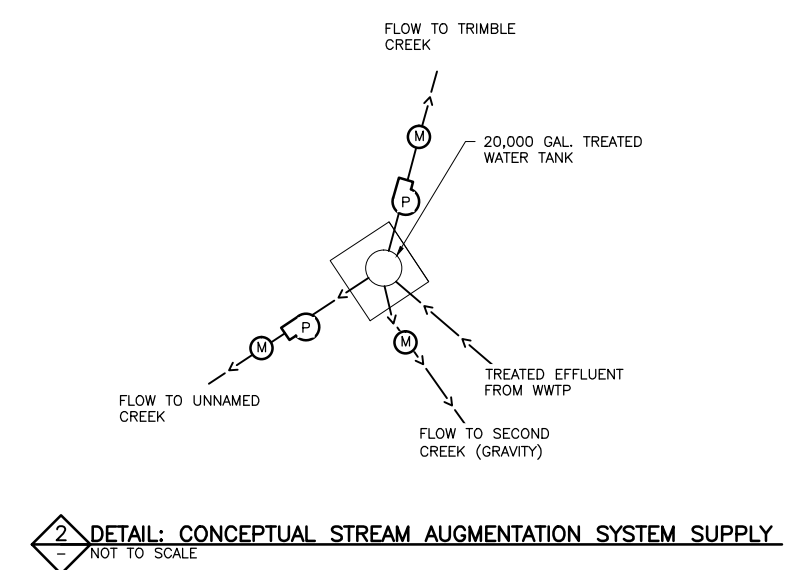 FLOW TO TRIMBLE
CREEK
M
20,000 GAL. TREATED
WATER TANK
P
P
M
M
TREATED EFFLUENT
FROM WWTP
FLOW TO UNNAMED
CREEK
FLOW TO SECOND
CREEK (GRAVITY)
2
–
DETAIL: CONCEPTUAL STREAM AUGMENTATION SYSTEM SUPPLY
NOT TO SCALE